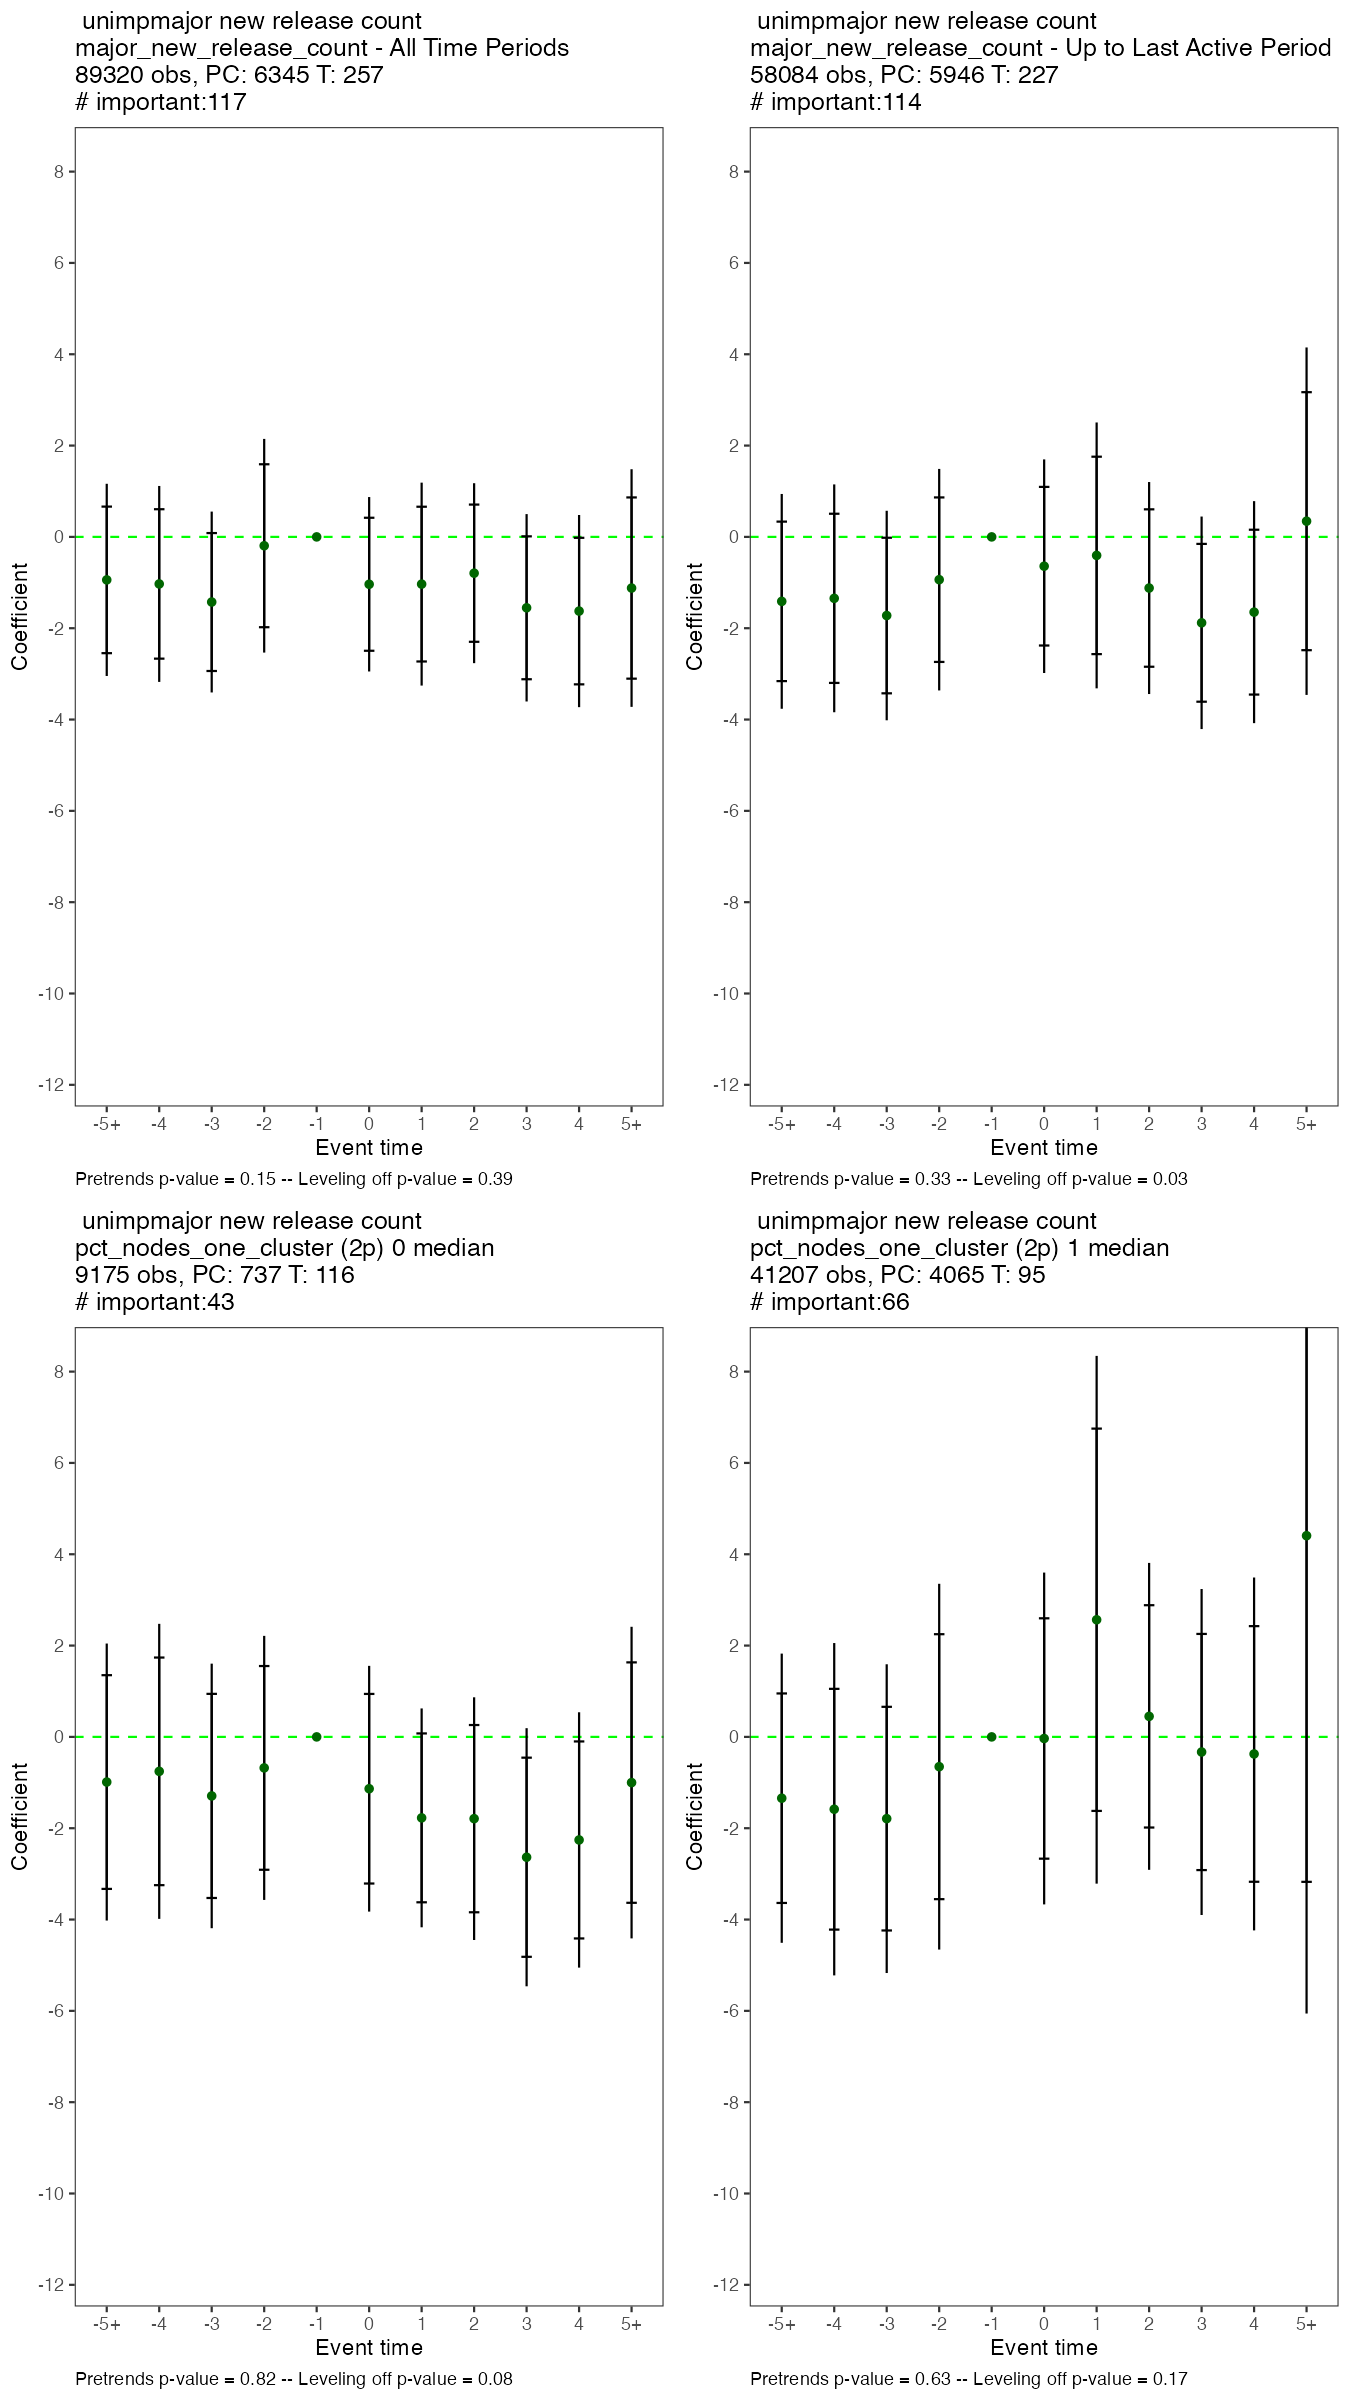 unimpmajor new release count
major_new_release_count - All Time Periods
89320 obs, PC: 6345 T: 257
# important:117
8
6
4
2
0
-2
-4
-6
-8
-10
-12
Coefficient
-5+ -4 -3 -2 -1 0 1 2 3 4 5+
Event time
Pretrends p-value = 0.15 -- Leveling off p-value = 0.39
unimpmajor new release count
major_new_release_count - Up to Last Active Period
58084 obs, PC: 5946 T: 227
# important:114
8
6
4
2
0
-2
-4
-6
-8
-10
-12
Coefficient
-5+ -4 -3 -2 -1 0 1 2 3 4 5+
Event time
Pretrends p-value = 0.33 -- Leveling off p-value = 0.03
unimpmajor new release count
pct_nodes_one_cluster (2p) 0 median
9175 obs, PC: 737 T: 116
# important:43
8
6
4
2
0
-2
-4
-6
-8
-10
-12
Coefficient
-5+ -4 -3 -2 -1 0 1 2 3 4 5+
Event time
Pretrends p-value = 0.82 -- Leveling off p-value = 0.08
unimpmajor new release count
pct_nodes_one_cluster (2p) 1 median
41207 obs, PC: 4065 T: 95
# important:66
8
6
4
2
0
-2
-4
-6
-8
-10
-12
Coefficient
-5+ -4 -3 -2 -1 0 1 2 3 4 5+
Event time
Pretrends p-value = 0.63 -- Leveling off p-value = 0.17